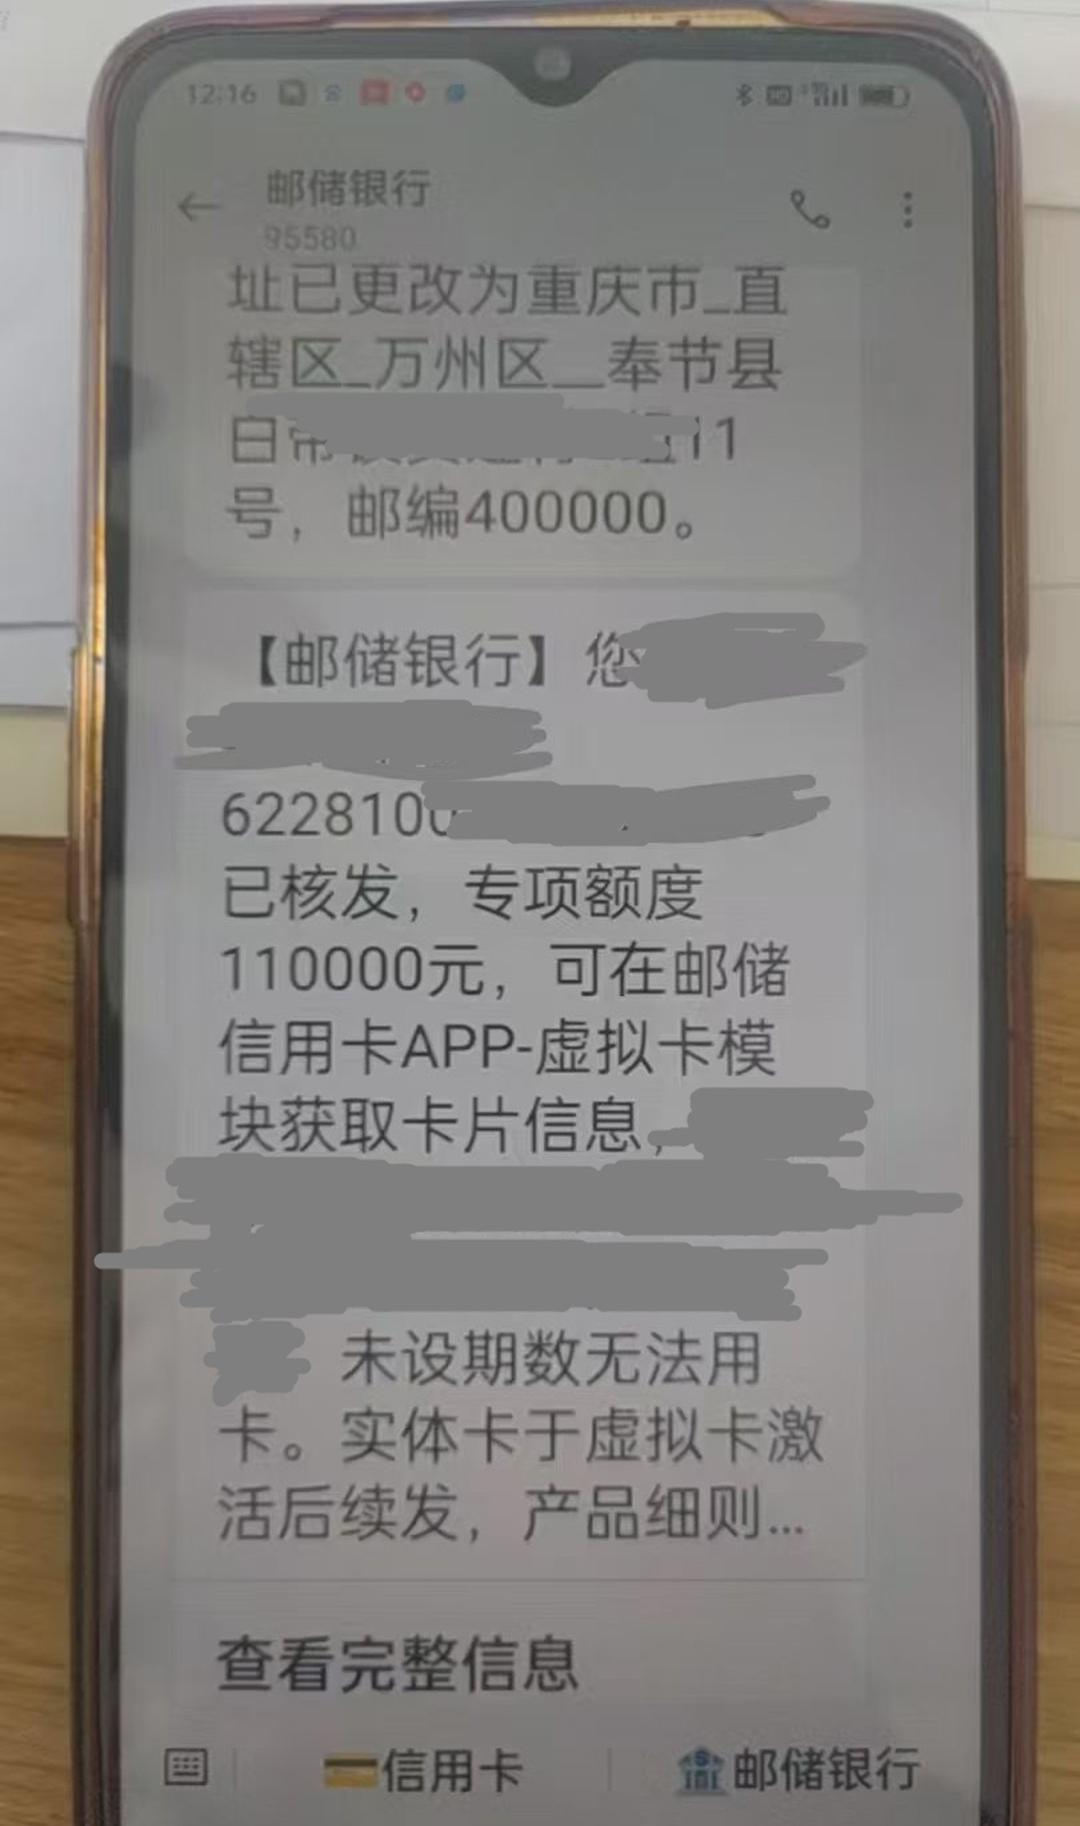 12:16
邮储银行
95580
址已更改为重庆市_直
辖区_万州区__奉节县
白帝11
号，邮编400000。
【邮储银行】您
6228100
已核发，专项额度
110000元，可在邮储
信用卡APP-虚拟卡模
块获取卡片信息，
未设期数无法用
卡。实体卡于虚拟卡激
活后续发，产品细则...
查看完整信息
信用卡
邮储银行